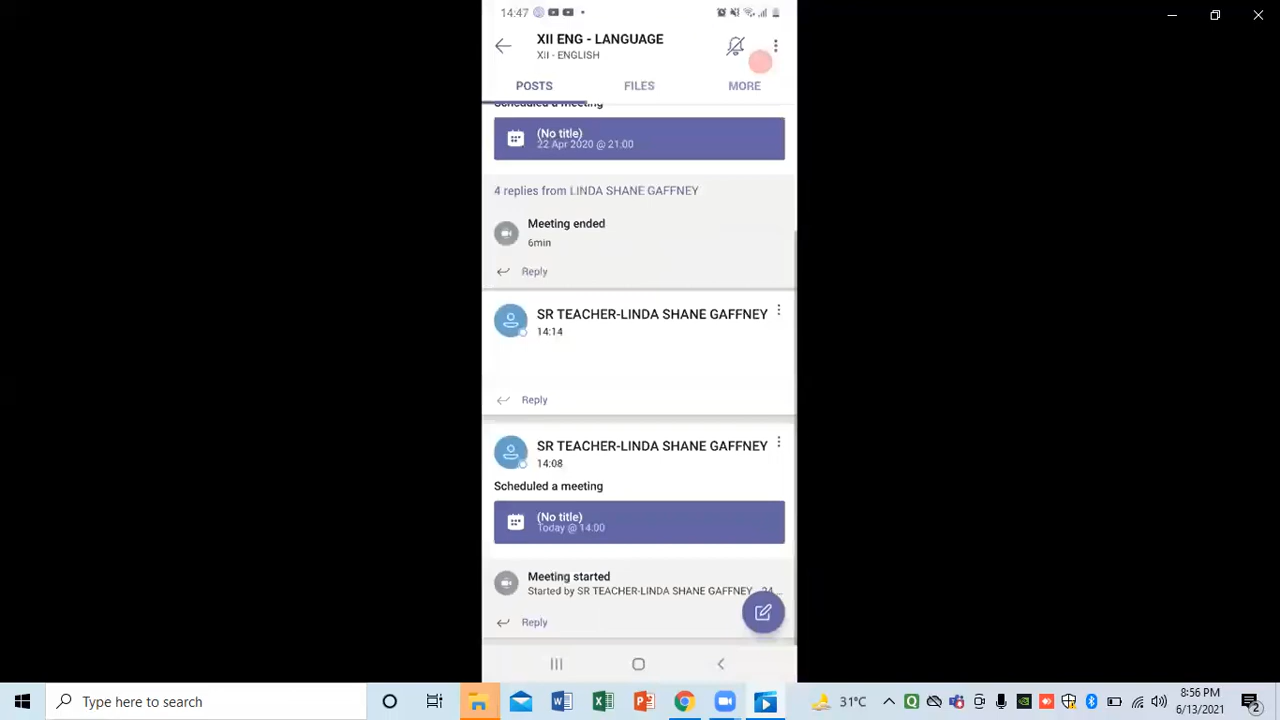 14:47
XII ENG - LANGUAGE
XII - ENGLISH
POSTS FILES MORE
Scheduled a meeting
(No title)
22 Apr 2020 @ 21:00
4 replies from LINDA SHANE GAFFNEY
Meeting ended
6min
Reply
SR TEACHER-LINDA SHANE GAFFNEY
14:14
Reply
SR TEACHER-LINDA SHANE GAFFNEY
14:08
Scheduled a meeting
(No title)
Today @ 14:00
Meeting started
Started by SR TEACHER-LINDA SHANE GAFFNEY
Reply
Type here to search
31°C
8:56 PM
6/13/2021
2